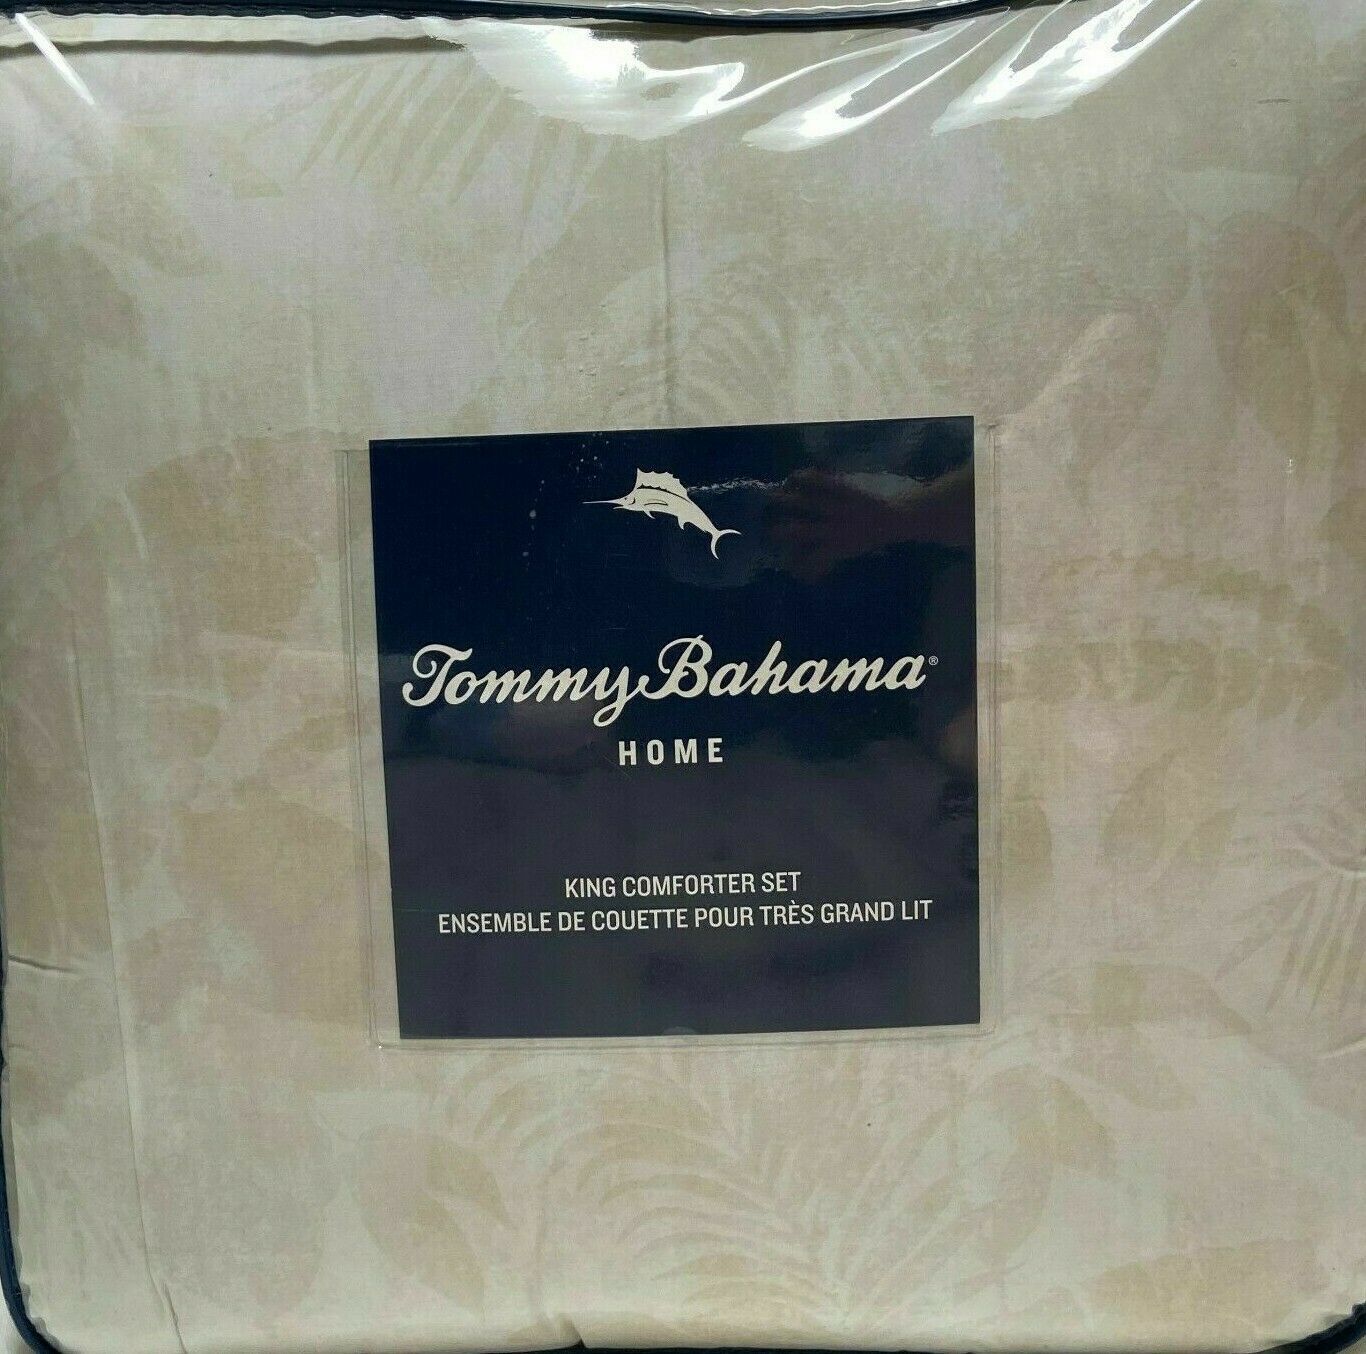 Tommy Bahama®
HOME
KING COMFORTER SET
ENSEMBLE DE COUETTE POUR TRÈS GRAND LIT